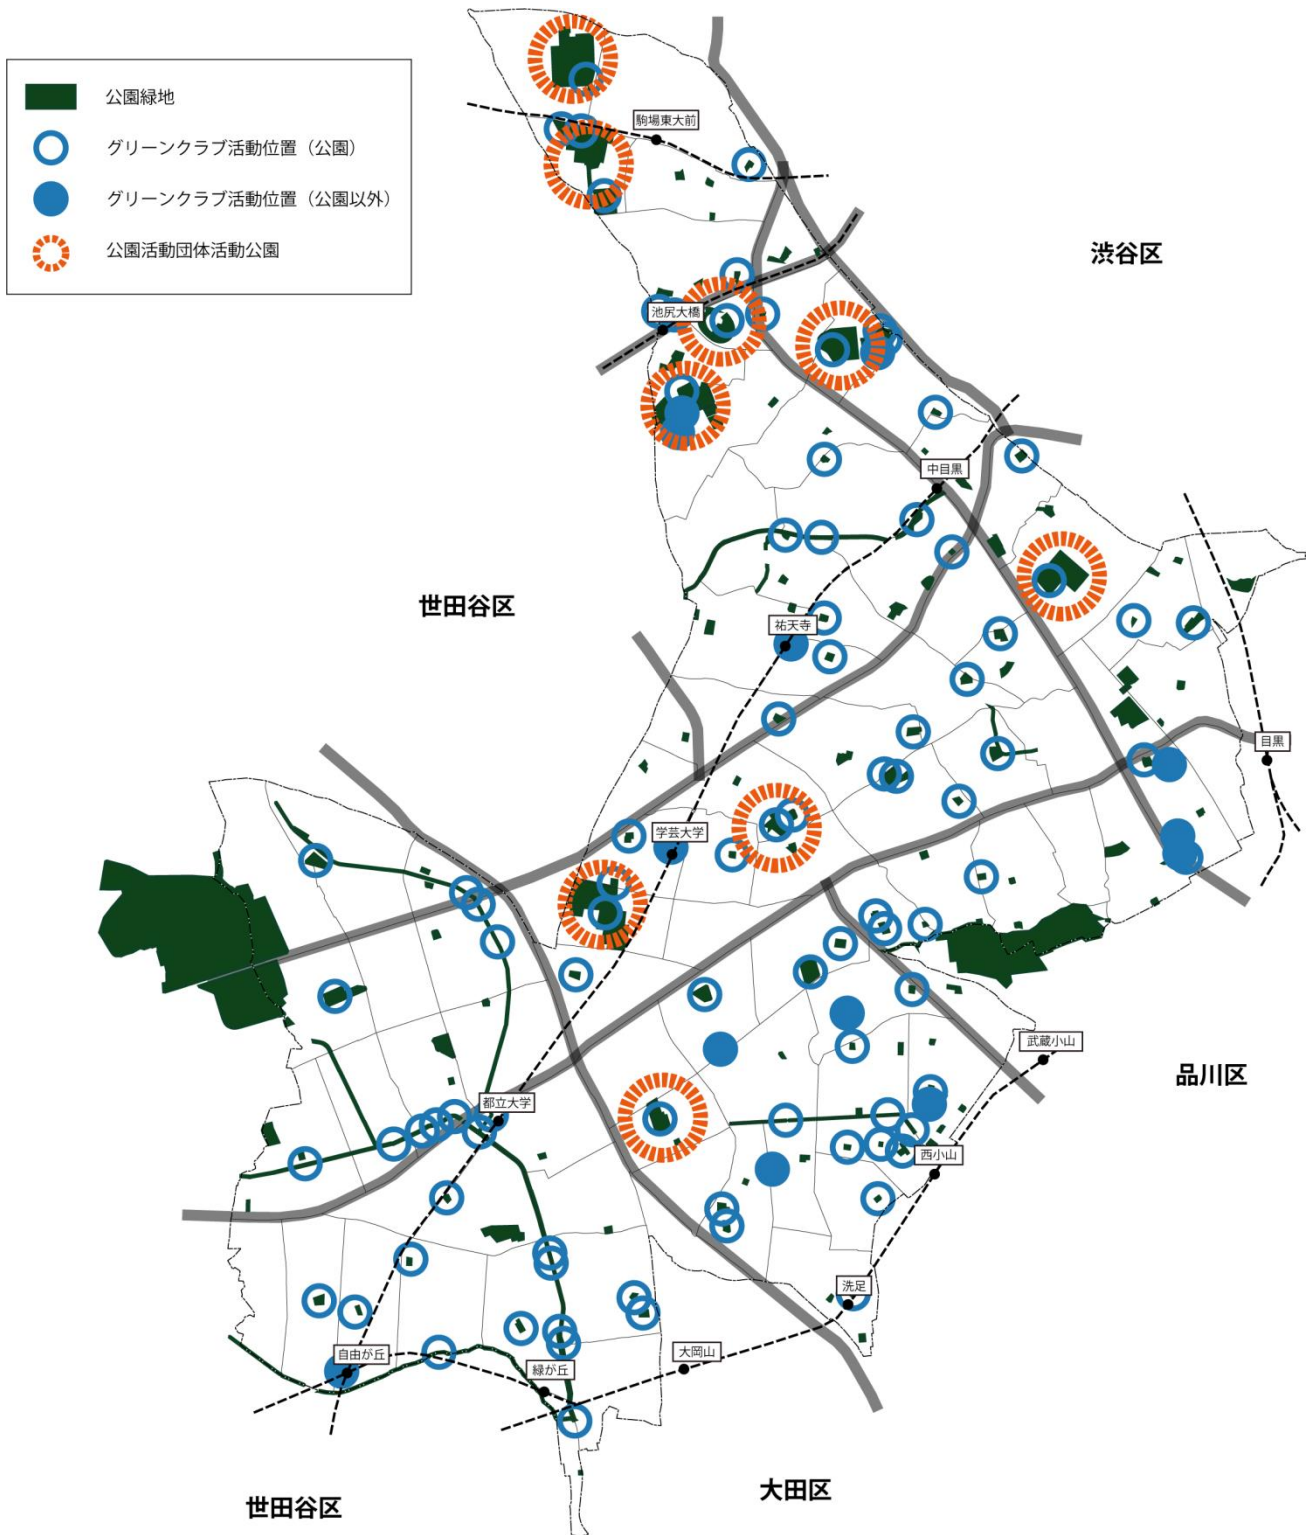 公園緑地
グリーンクラブ活動位置（公園）
グリーンクラブ活動位置（公園以外）
公園活動団体活動公園
駒場東大前
渋谷区
池尻大橋
中目黒
世田谷区
祐天寺
目黒
学芸大学
武蔵小山
品川区
都立大学
西小山
洗足
自由が丘
大岡山
緑が丘
大田区
世田谷区